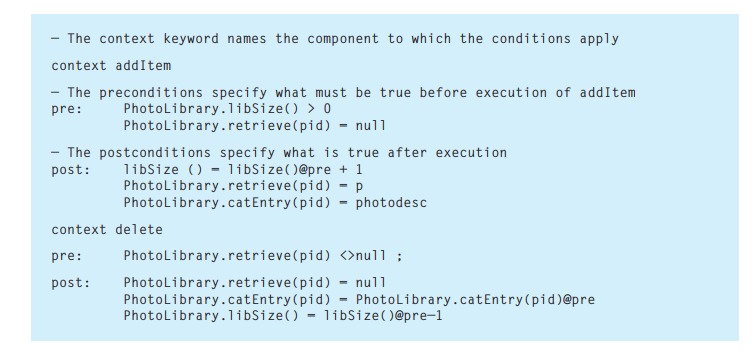 – The context keyword names the component to which the conditions apply
context addItem
– The preconditions specify what must be true before execution of addItem
pre: PhotoLibrary.libSize() > 0
PhotoLibrary.retrieve(pid) = null
– The postconditions specify what is true after execution
post: libSize () = libSize()@pre + 1
PhotoLibrary.retrieve(pid) = p
PhotoLibrary.catEntry(pid) = photodesc
context delete
pre: PhotoLibrary.retrieve(pid) <>null ;
post: PhotoLibrary.retrieve(pid) = null
PhotoLibrary.catEntry(pid) = PhotoLibrary.catEntry(pid)@pre
PhotoLibrary.libSize() = libSize()@pre–1